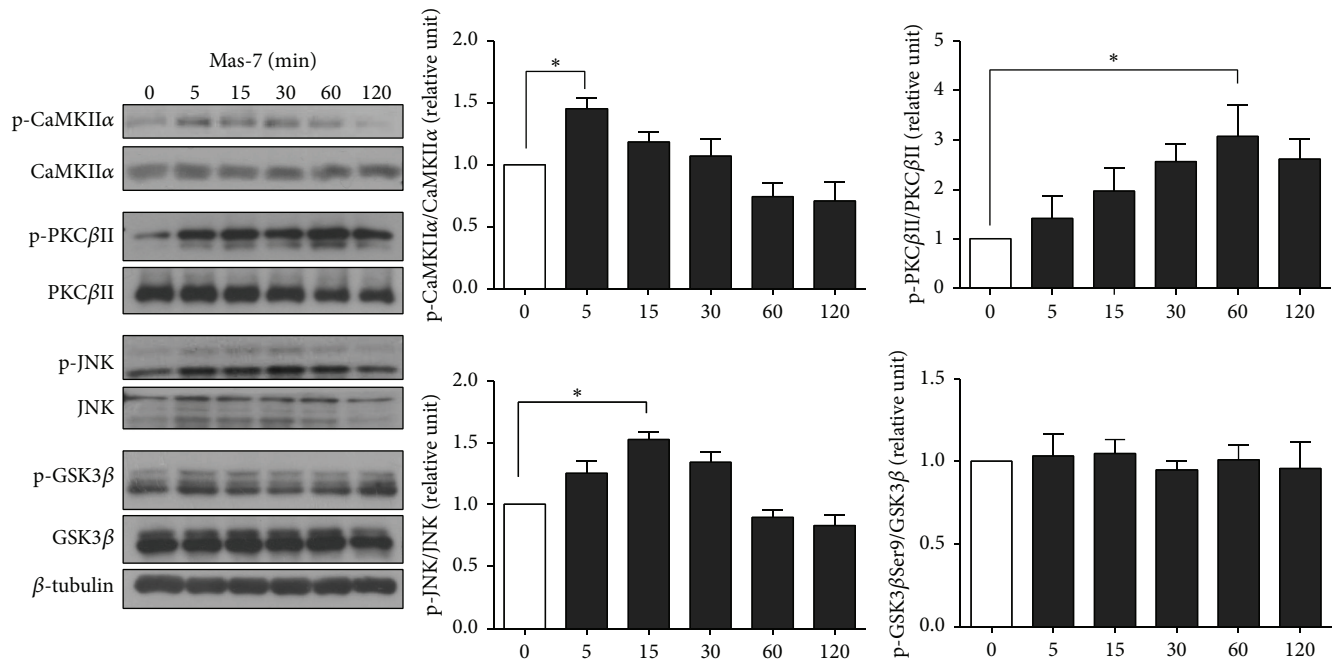 Mas-7 (min)
0 5 15 30 60 120
p-CaMKIIα
CaMKIIα
p-PKCβII
PKCβII
p-JNK
JNK
p-GSK3β
GSK3β
β-tubulin
p-CaMKIIα/CaMKIIα (relative unit)
2.0
1.5
1.0
0.5
0.0
*
0 5 15 30 60 120
p-PKCβII/PKCβII (relative unit)
5
4
3
2
1
0
*
0 5 15 30 60 120
p-JNK/JNK (relative unit)
2.0
1.5
1.0
0.5
0.0
*
0 5 15 30 60 120
p-GSK3βSer9/GSK3β (relative unit)
1.5
1.0
0.5
0.0
0 5 15 30 60 120